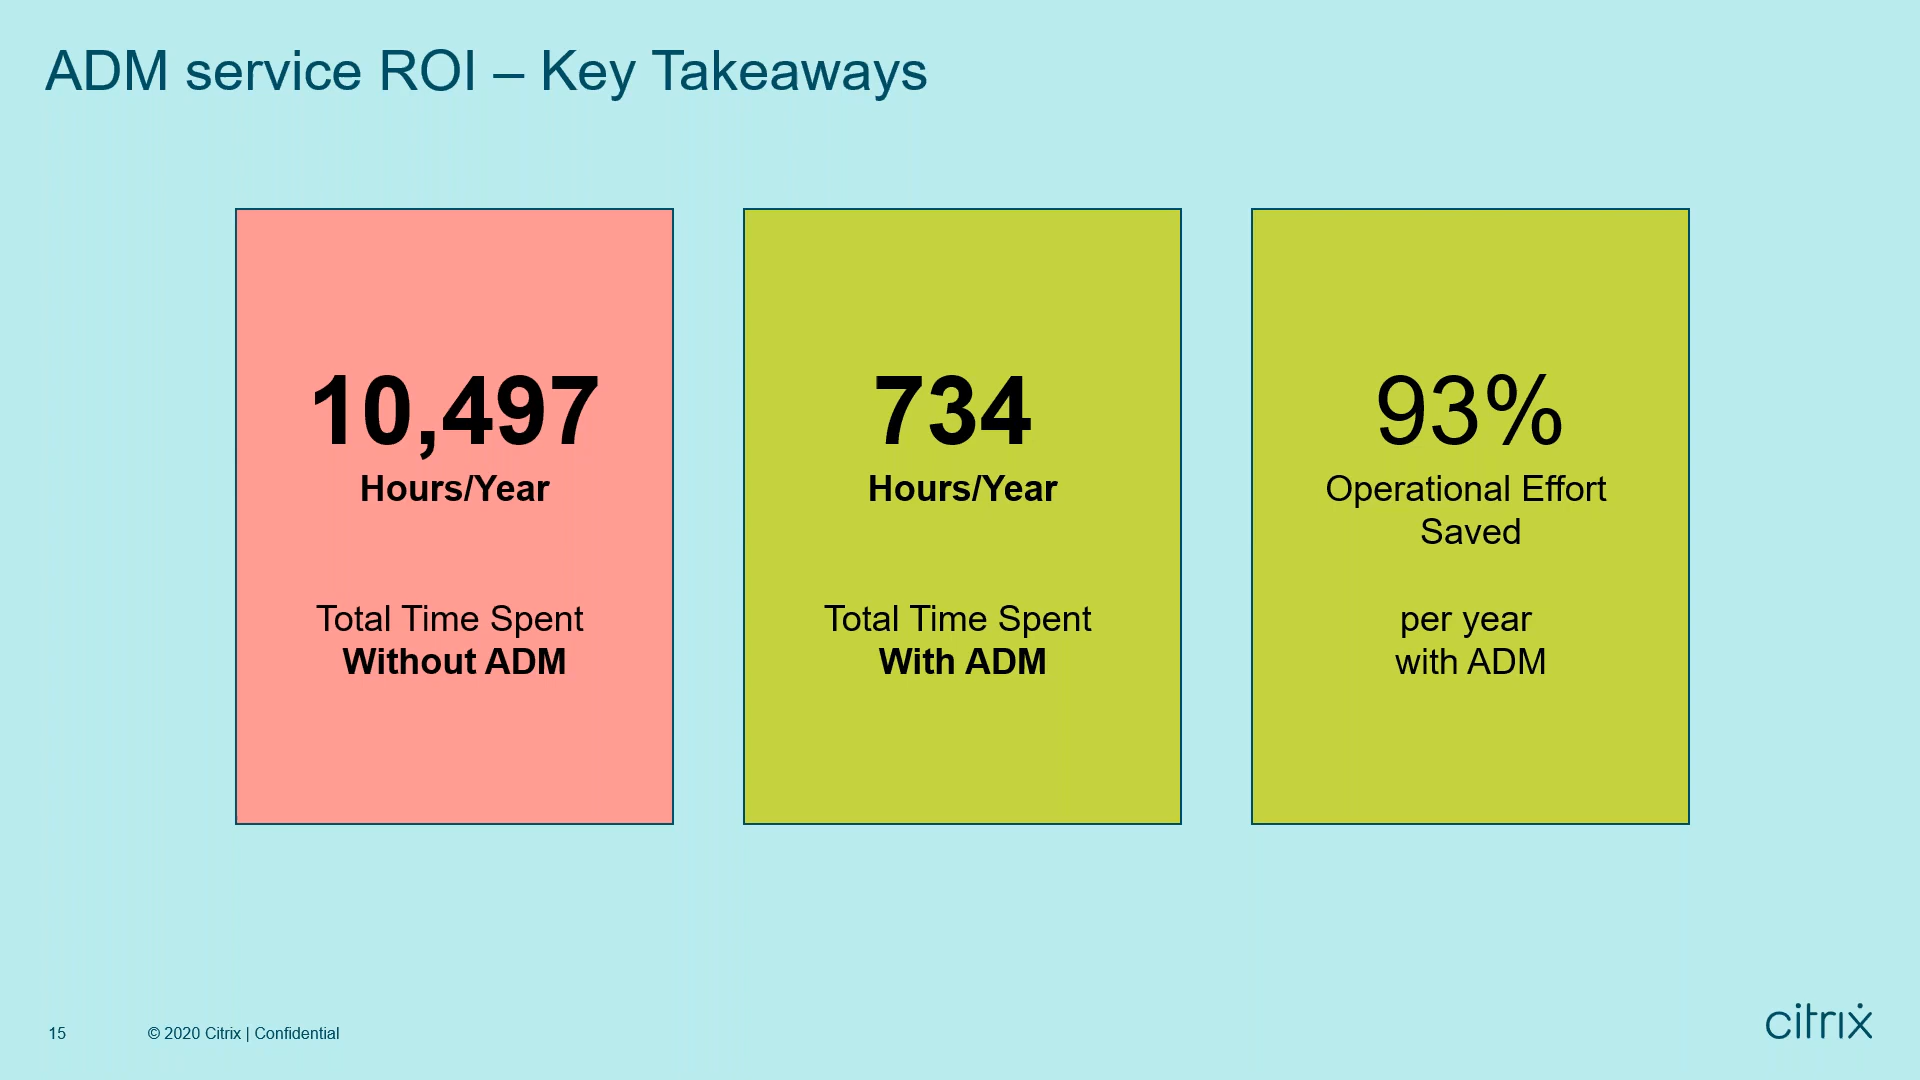 ADM service ROI – Key Takeaways
10,497
Hours/Year
Total Time Spent
Without ADM
734
Hours/Year
Total Time Spent
With ADM
93%
Operational Effort
Saved
per year
with ADM
15
© 2020 Citrix | Confidential
citrix